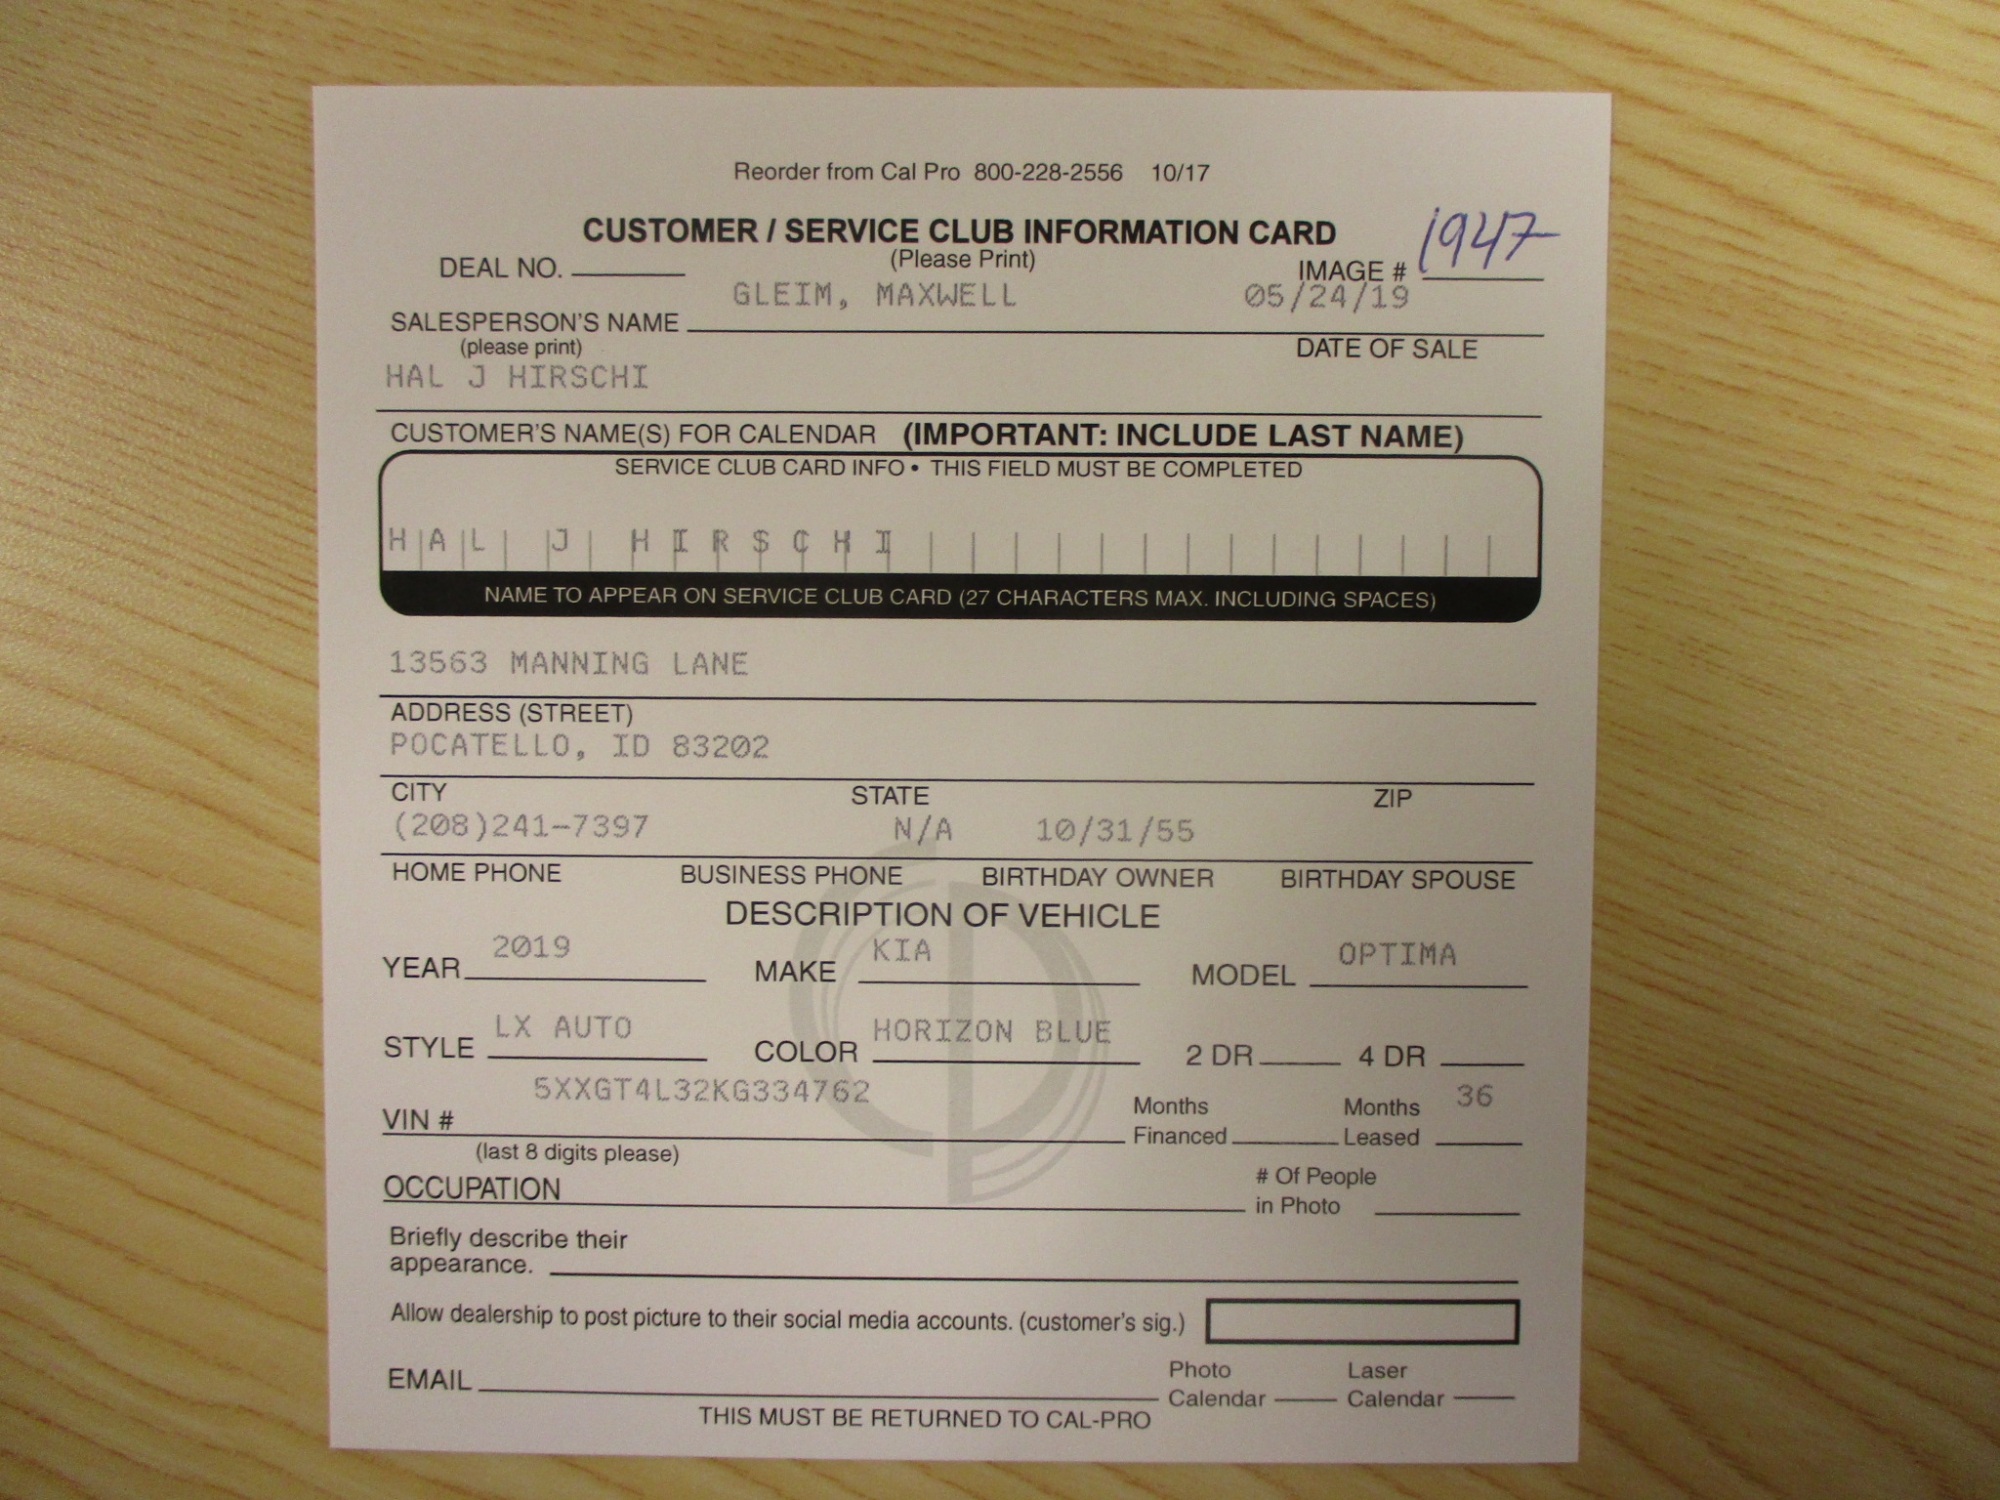 Reorder from Cal Pro 800-228-2556 10/17
CUSTOMER / SERVICE CLUB INFORMATION CARD 1947
DEAL NO. (Please Print) IMAGE #
GLEIM, MAXWELL 05/24/19
SALESPERSON'S NAME
(please print) DATE OF SALE
HAL J HIRSCHI
CUSTOMER'S NAME(S) FOR CALENDAR (IMPORTANT: INCLUDE LAST NAME)
SERVICE CLUB CARD INFO • THIS FIELD MUST BE COMPLETED
HAL J HIRSCHI
NAME TO APPEAR ON SERVICE CLUB CARD (27 CHARACTERS MAX. INCLUDING SPACES)
13563 MANNING LANE
ADDRESS (STREET)
POCATELLO, ID 83202
CITY STATE ZIP
(208)241-7397 N/A 10/31/55
HOME PHONE BUSINESS PHONE BIRTHDAY OWNER BIRTHDAY SPOUSE
DESCRIPTION OF VEHICLE
YEAR 2019 MAKE KIA MODEL OPTIMA
STYLE LX AUTO COLOR HORIZON BLUE 2 DR 4 DR
5XXGT4L32KG334762 36
VIN # Months Financed Months Leased
(last 8 digits please)
OCCUPATION # Of People in Photo
Briefly describe their
appearance.
Allow dealership to post picture to their social media accounts. (customer's sig.)
EMAIL Photo Calendar Laser Calendar
THIS MUST BE RETURNED TO CAL-PRO